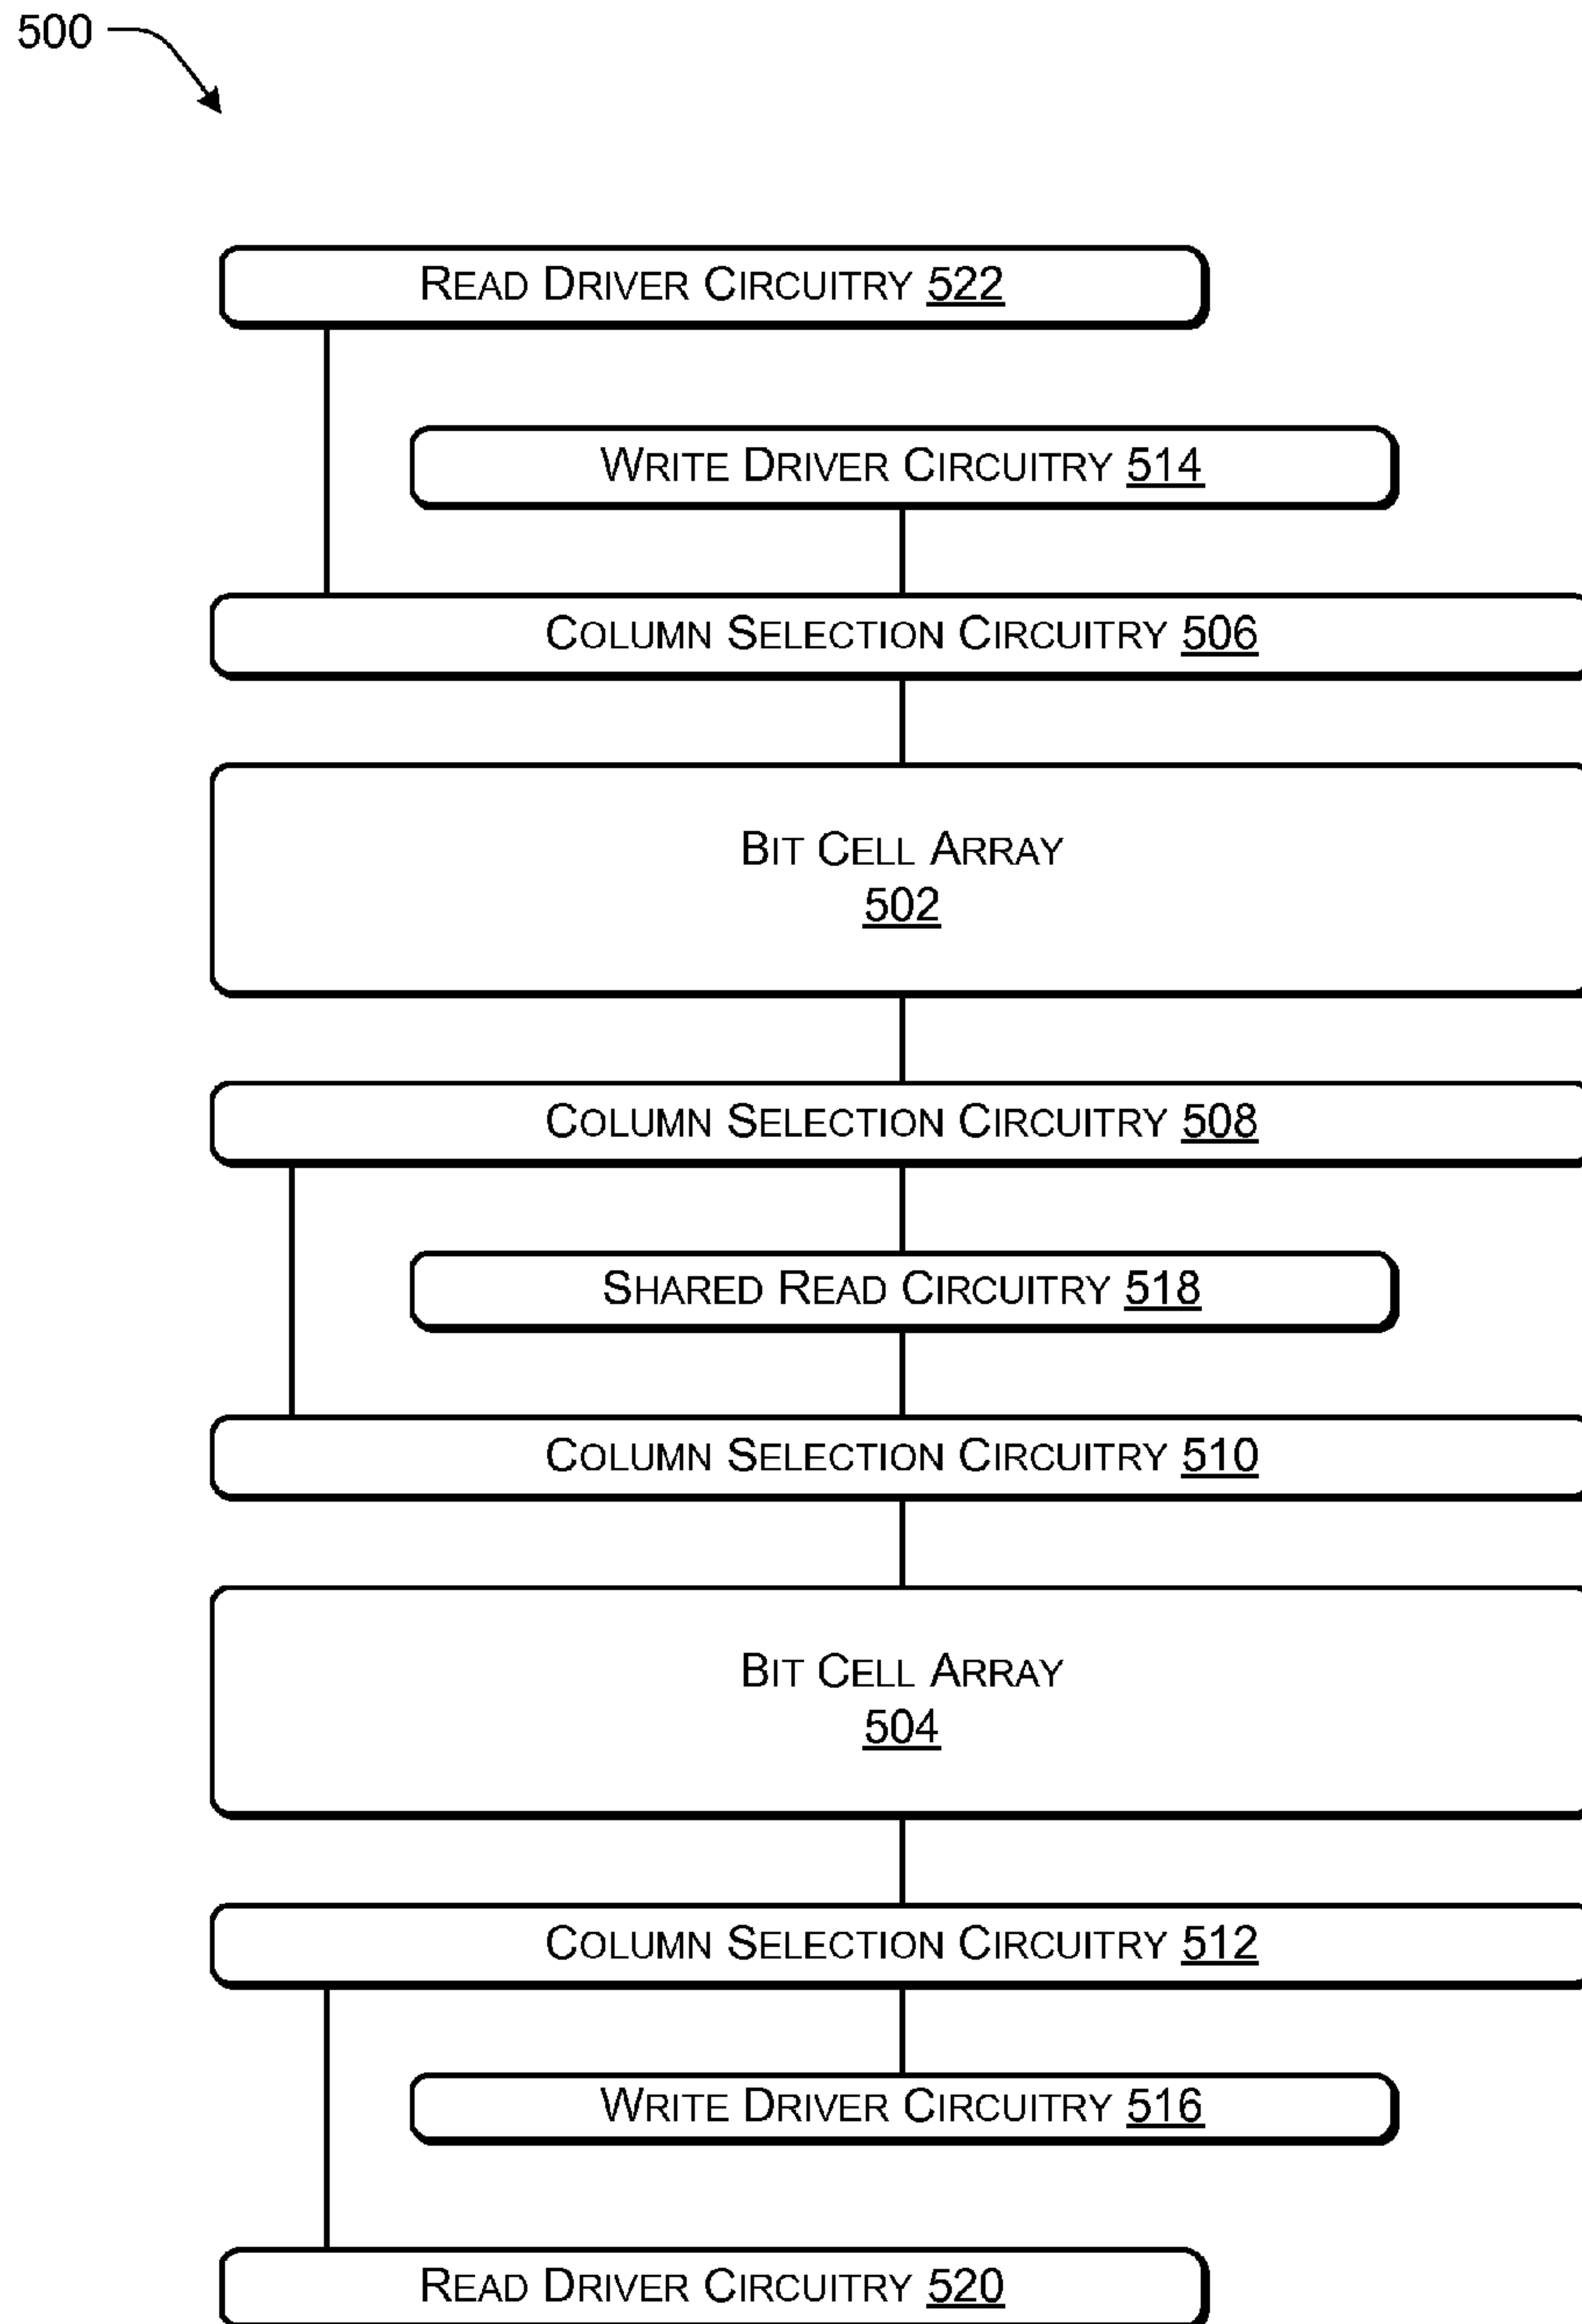 500
READ DRIVER CIRCUITRY 522
WRITE DRIVER CIRCUITRY 514
COLUMN SELECTION CIRCUITRY 506
BIT CELL ARRAY
502
COLUMN SELECTION CIRCUITRY 508
SHARED READ CIRCUITRY 518
COLUMN SELECTION CIRCUITRY 510
BIT CELL ARRAY
504
COLUMN SELECTION CIRCUITRY 512
WRITE DRIVER CIRCUITRY 516
READ DRIVER CIRCUITRY 520